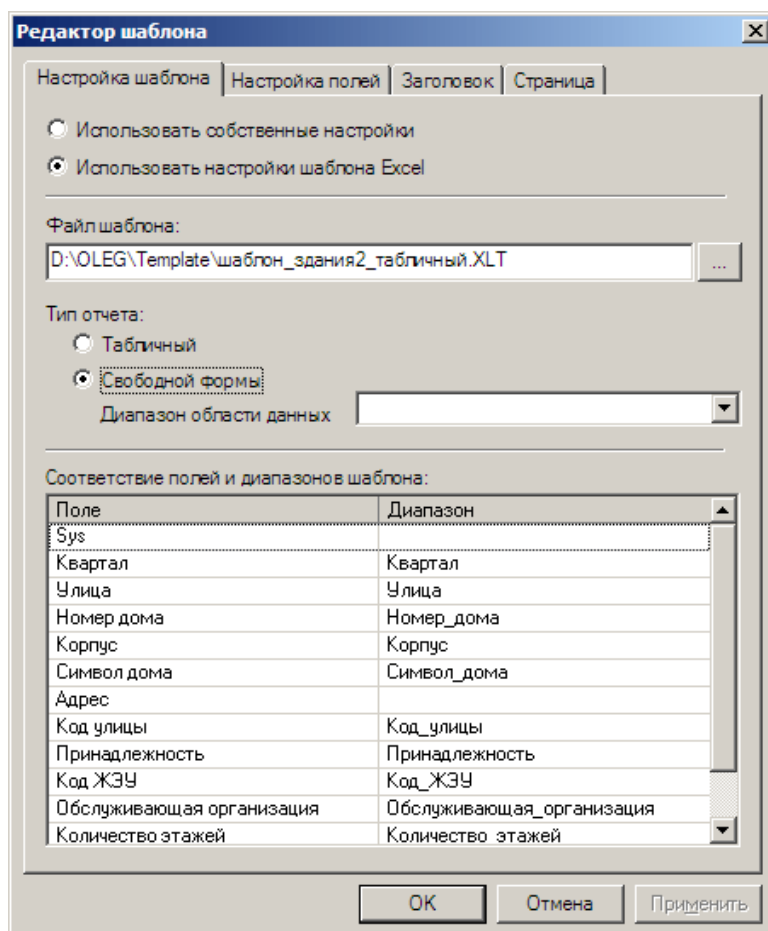 Редактор шаблона
Настройка шаблона Настройка полей Заголовок Страница
Использовать собственные настройки
Использовать настройки шаблона Excel
Файл шаблона:
D:\OLEG\Template\шаблон_здания2_табличный.XLT ...
Тип отчета:
Табличный
Свободной формы
Диапазон области данных
Соответствие полей и диапазонов шаблона:
Поле Диапазон
Sys
Квартал Квартал
Улица Улица
Номер дома Номер_дома
Корпус Корпус
Символ дома Символ_дома
Адрес
Код улицы Код_улицы
Принадлежность Принадлежность
Код ЖЭУ Код_ЖЭУ
Обслуживающая организация Обслуживающая_организация
Количество этажей Количество_этажей
OK Отмена Применить